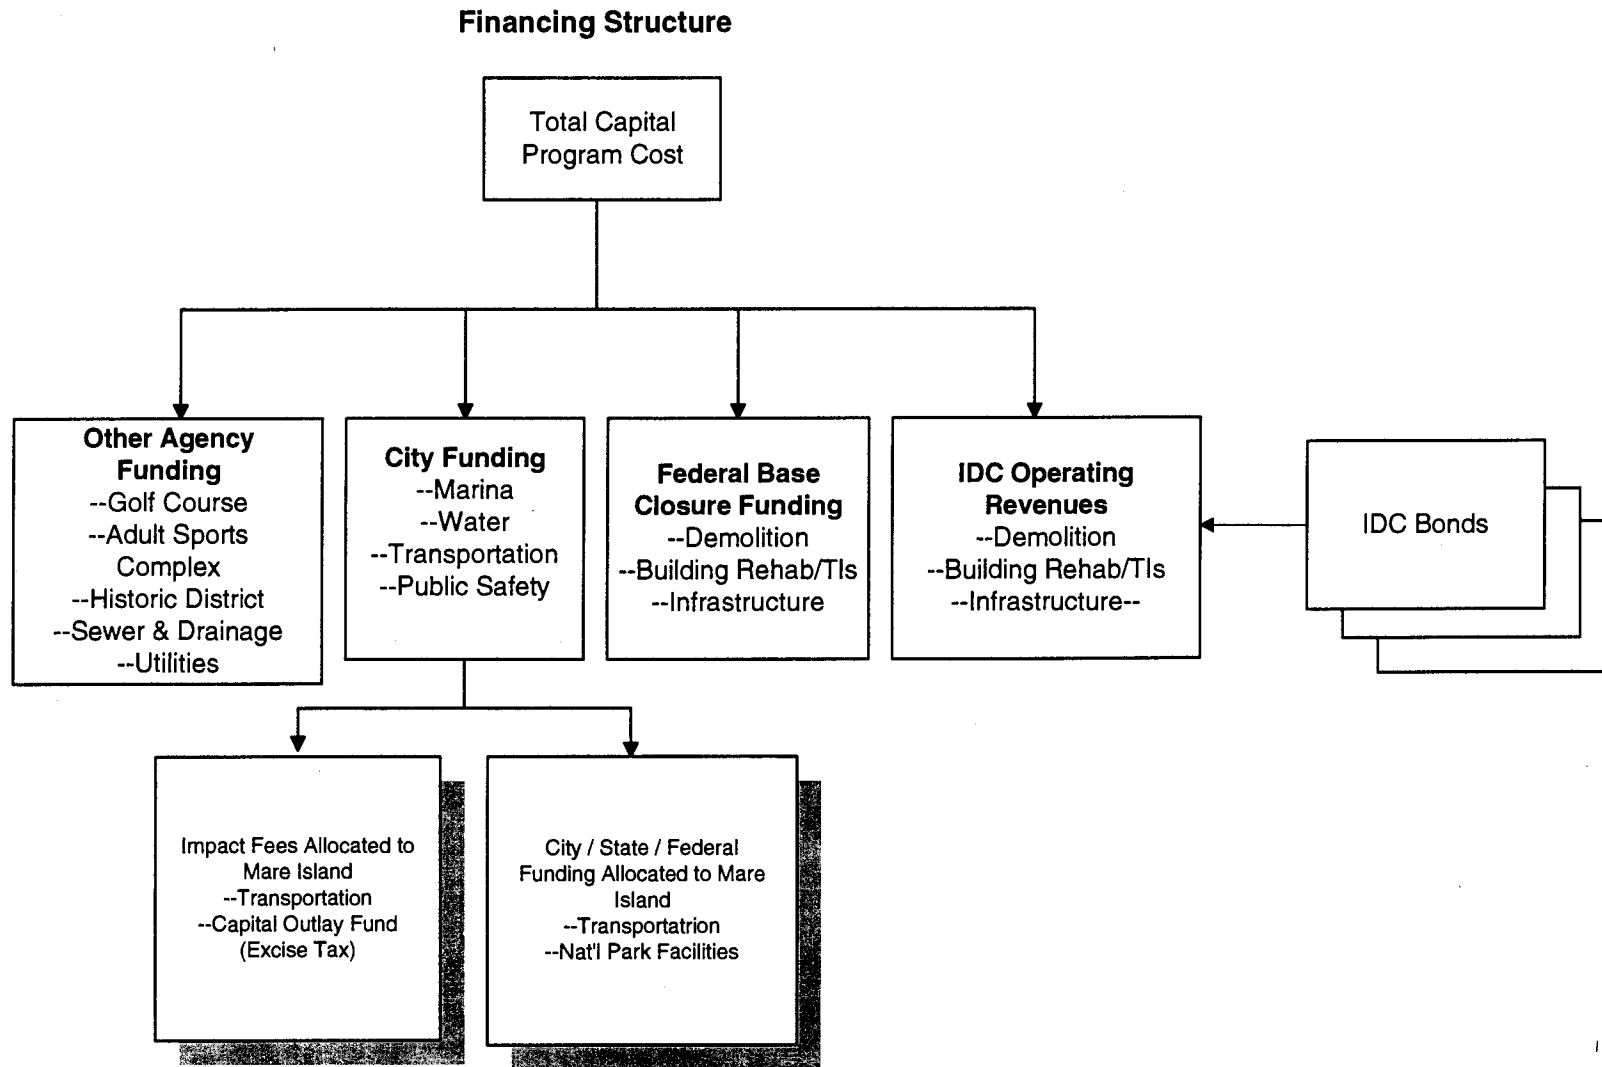 Financing Structure
Total Capital
Program Cost
Other Agency
Funding
--Golf Course
--Adult Sports
Complex
--Historic District
--Sewer & Drainage
--Utilities
City Funding
--Marina
--Water
--Transportation
--Public Safety
Federal Base
Closure Funding
--Demolition
--Building Rehab/TIs
--Infrastructure
IDC Operating
Revenues
--Demolition
--Building Rehab/TIs
--Infrastructure--
IDC Bonds
Impact Fees Allocated to
Mare Island
--Transportation
--Capital Outlay Fund
(Excise Tax)
City / State / Federal
Funding Allocated to Mare
Island
--Transportatrion
--Nat'l Park Facilities